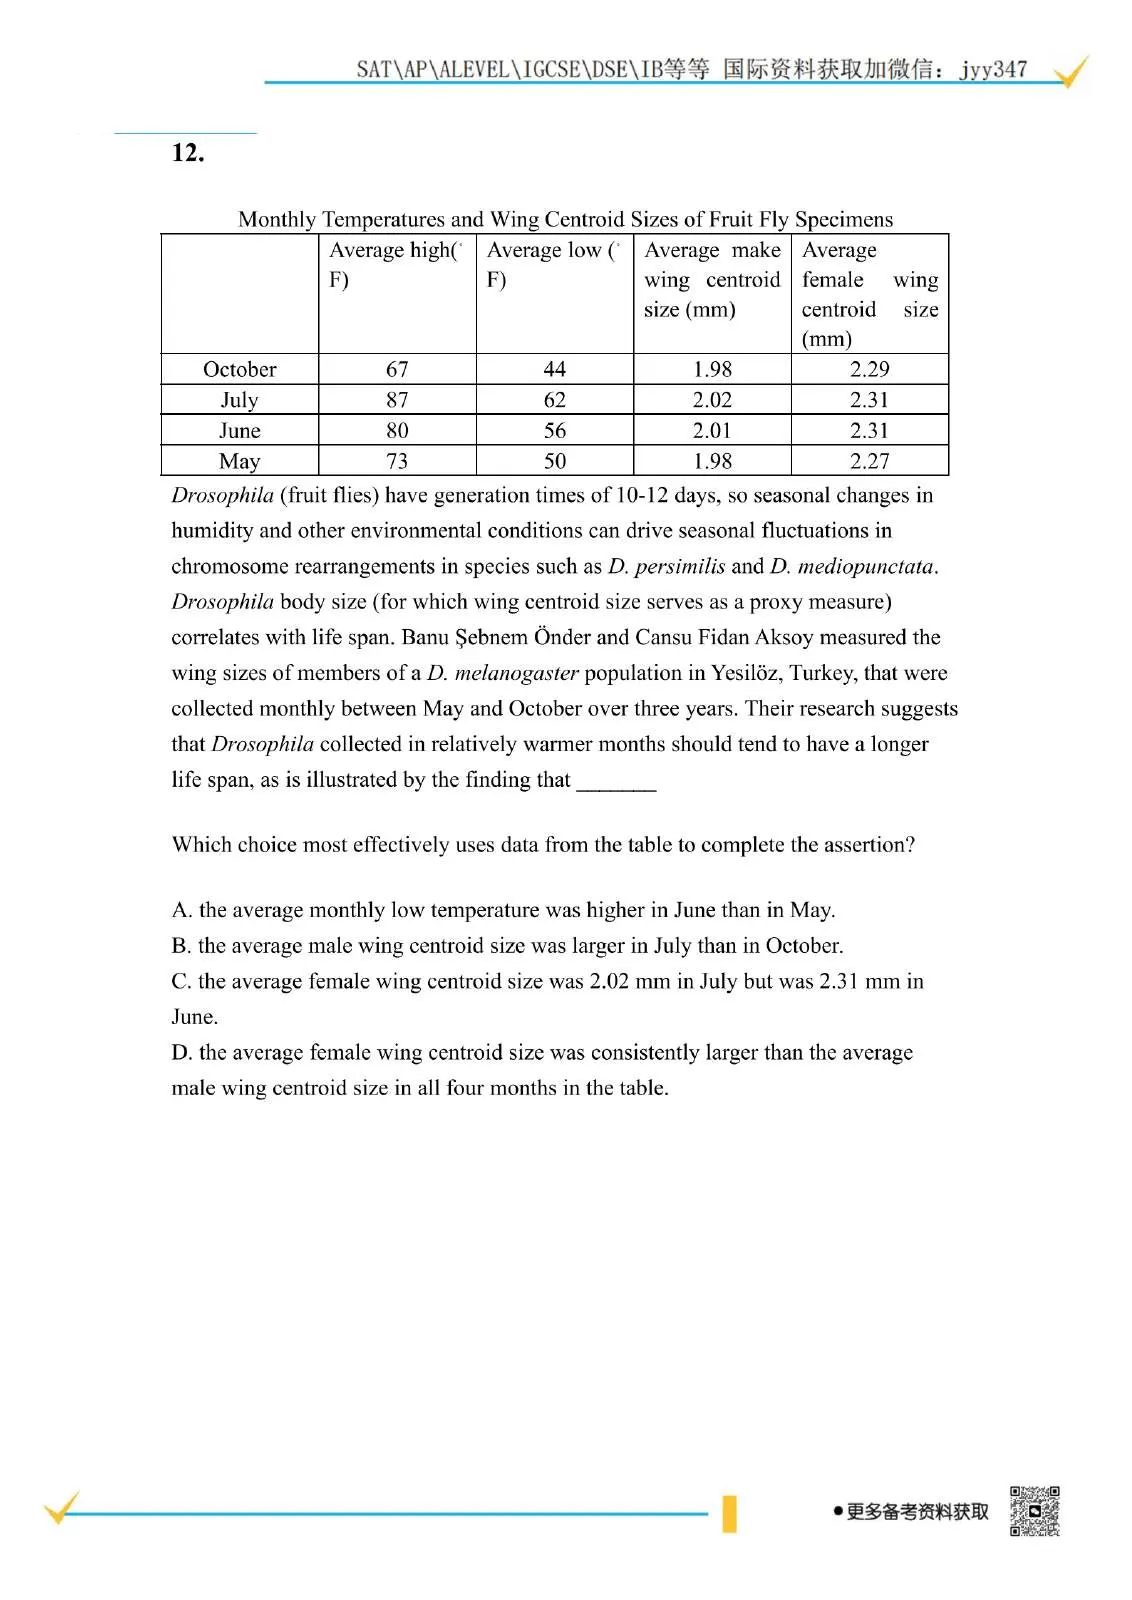 SAT\AP\ALEVEL\IGCSE\DSE\IB等等 国际资料获取加微信：jyy347
12.
Monthly Temperatures and Wing Centroid Sizes of Fruit Fly Specimens
Average high(° F) Average low (° F) Average make wing centroid size (mm) Average female wing centroid size (mm)
October 67 44 1.98 2.29
July 87 62 2.02 2.31
June 80 56 2.01 2.31
May 73 50 1.98 2.27
Drosophila (fruit flies) have generation times of 10-12 days, so seasonal changes in
humidity and other environmental conditions can drive seasonal fluctuations in
chromosome rearrangements in species such as D. persimilis and D. mediopunctata.
Drosophila body size (for which wing centroid size serves as a proxy measure)
correlates with life span. Banu Şebnem Önder and Cansu Fidan Aksoy measured the
wing sizes of members of a D. melanogaster population in Yesilöz, Turkey, that were
collected monthly between May and October over three years. Their research suggests
that Drosophila collected in relatively warmer months should tend to have a longer
life span, as is illustrated by the finding that _______
Which choice most effectively uses data from the table to complete the assertion?
A. the average monthly low temperature was higher in June than in May.
B. the average male wing centroid size was larger in July than in October.
C. the average female wing centroid size was 2.02 mm in July but was 2.31 mm in
June.
D. the average female wing centroid size was consistently larger than the average
male wing centroid size in all four months in the table.
●更多备考资料获取